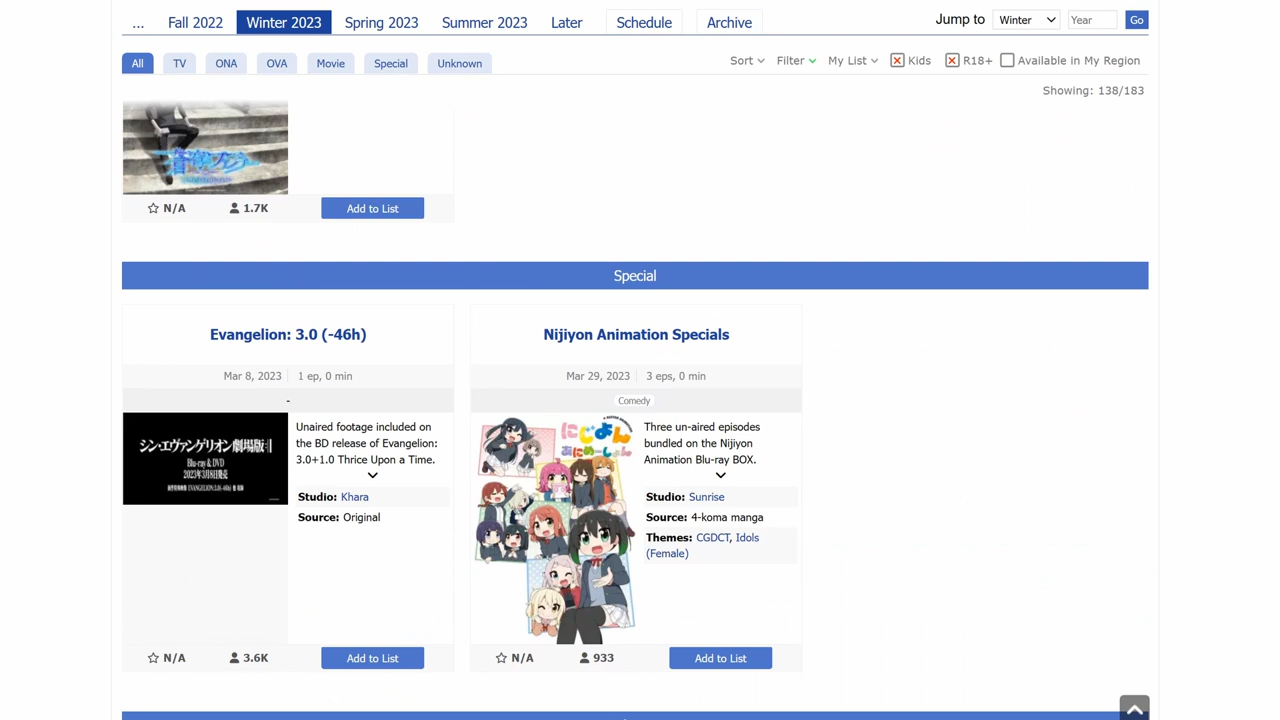 ... Fall 2022 Winter 2023 Spring 2023 Summer 2023 Later Schedule Archive Jump to Winter Year Go
All TV ONA OVA Movie Special Unknown Sort Filter My List Kids R18+ Available in My Region
Showing: 138/183
N/A 1.7K Add to List
Special
Evangelion: 3.0 (-46h)
Mar 8, 2023 1 ep, 0 min
-
シン・エヴァンゲリオン劇場版
Blu-ray & DVD
2023年3月8日発売
Unaired footage included on
the BD release of Evangelion:
3.0+1.0 Thrice Upon a Time.
Studio: Khara
Source: Original
N/A 3.6K Add to List
Nijiyon Animation Specials
Mar 29, 2023 3 eps, 0 min
Comedy
にじよん
あにめーしょん
Three un-aired episodes
bundled on the Nijiyon
Animation Blu-ray BOX.
Studio: Sunrise
Source: 4-koma manga
Themes: CGDCT, Idols
(Female)
N/A 933 Add to List